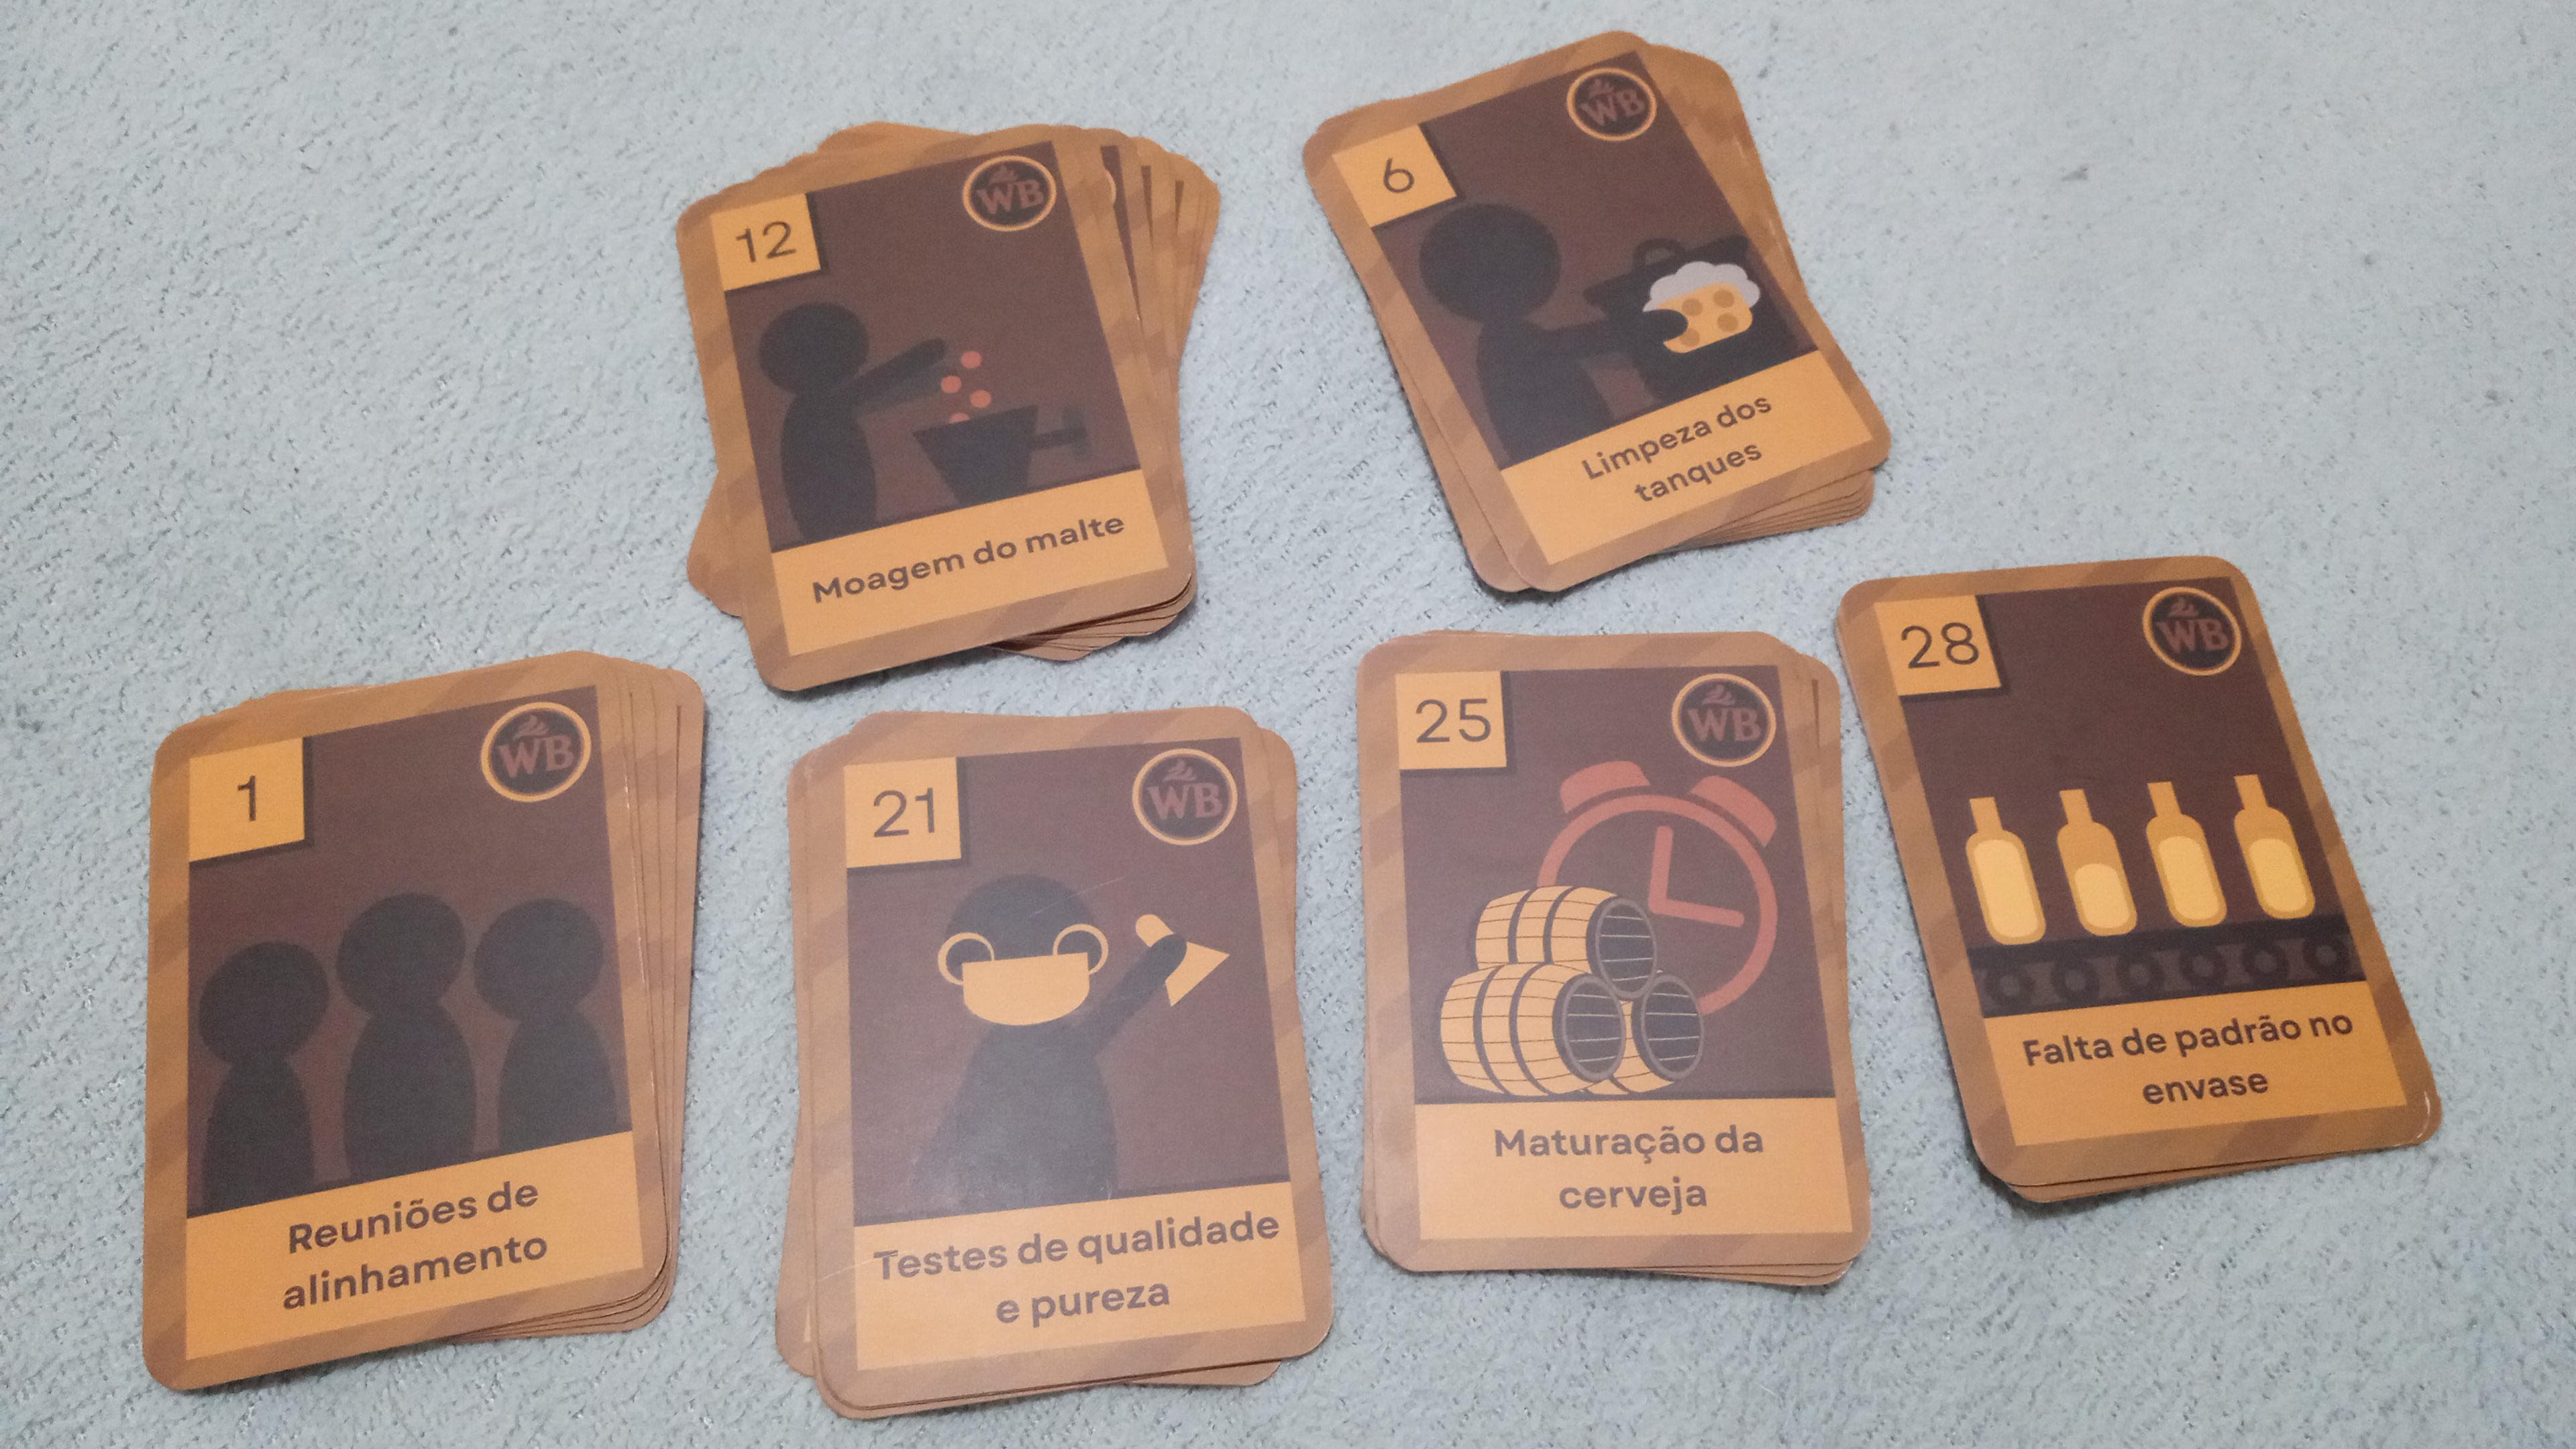 12
WB
Moagem do malte
6
WB
Limpeza dos
tanques
1
WB
Reuniões de
alinhamento
21
WB
Testes de qualidade
e pureza
25
WB
Maturação da
cerveja
28
WB
Falta de padrão no
envase